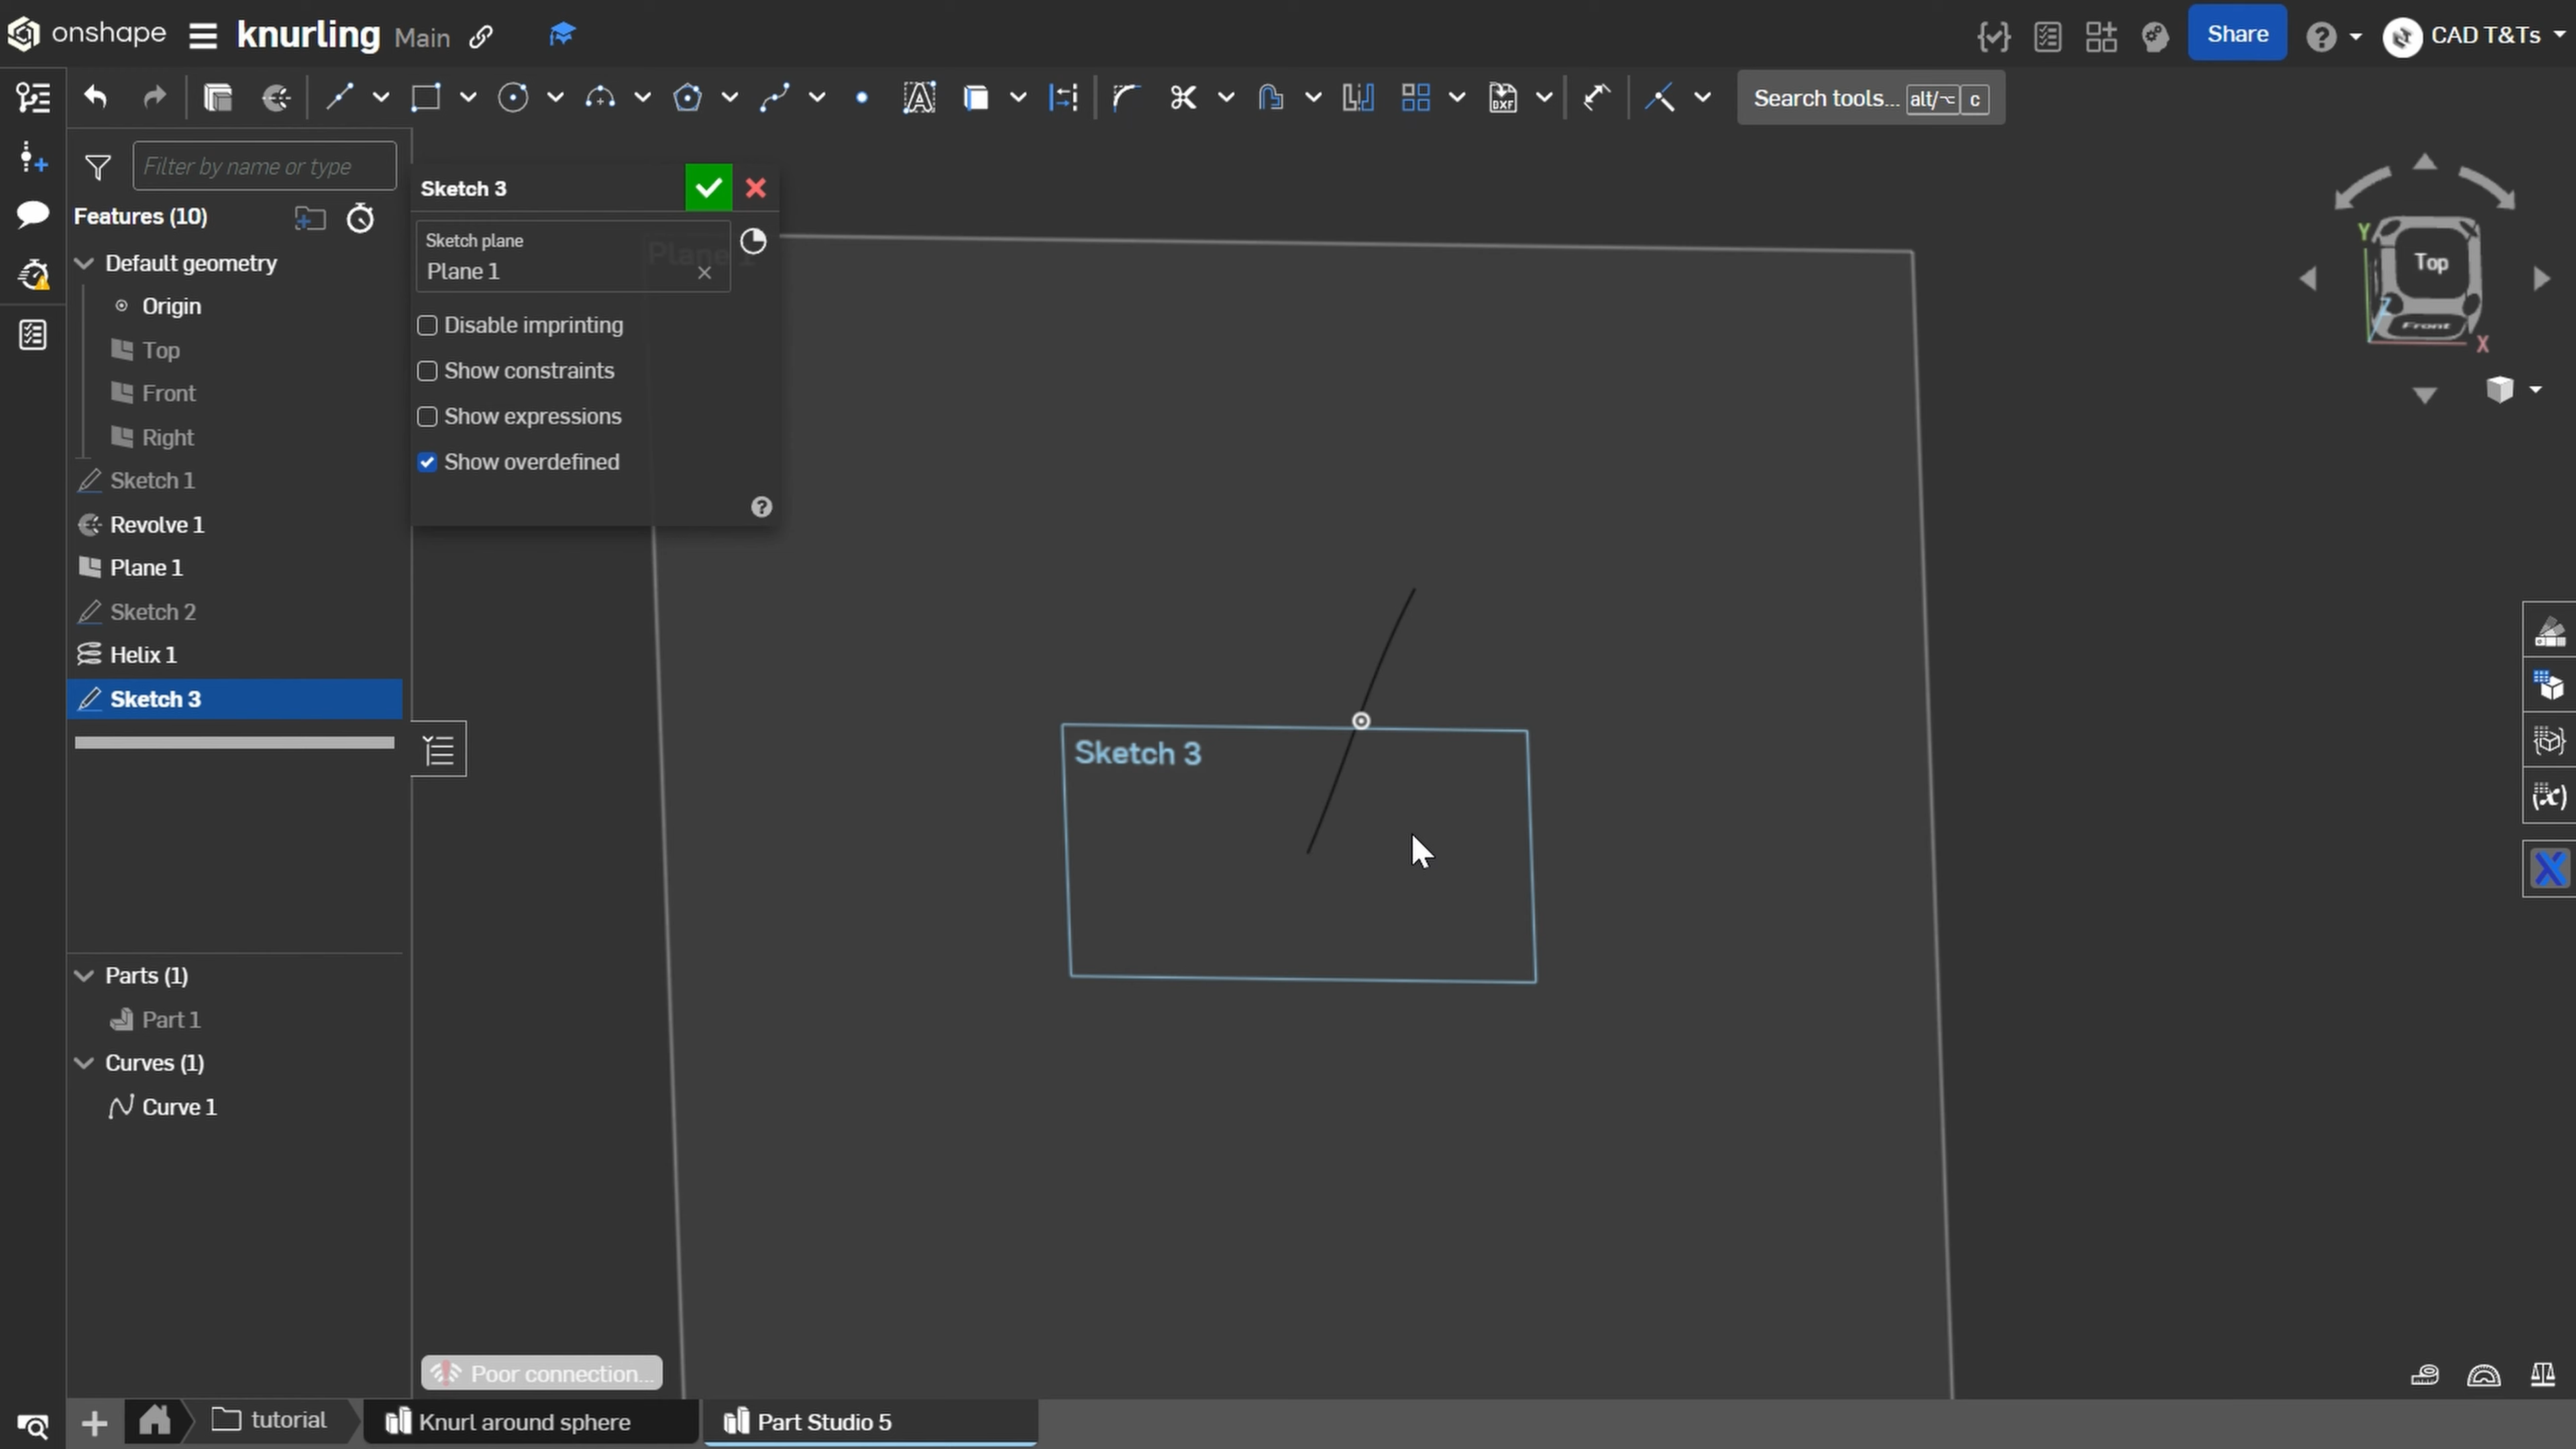 onshape knurling Main Share CAD T&Ts
Search tools... alt/⌥ c
Filter by name or type
Features (10)
Default geometry
Origin
Top
Front
Right
Sketch 1
Revolve 1
Plane 1
Sketch 2
Helix 1
Sketch 3
Parts (1)
Part 1
Curves (1)
Curve 1
Sketch 3
Sketch plane
Plane 1
Disable imprinting
Show constraints
Show expressions
Show overdefined
Plane 1
Sketch 3
Y
Top
Z
Front
X
(x)
Poor connection...
tutorial Knurl around sphere Part Studio 5